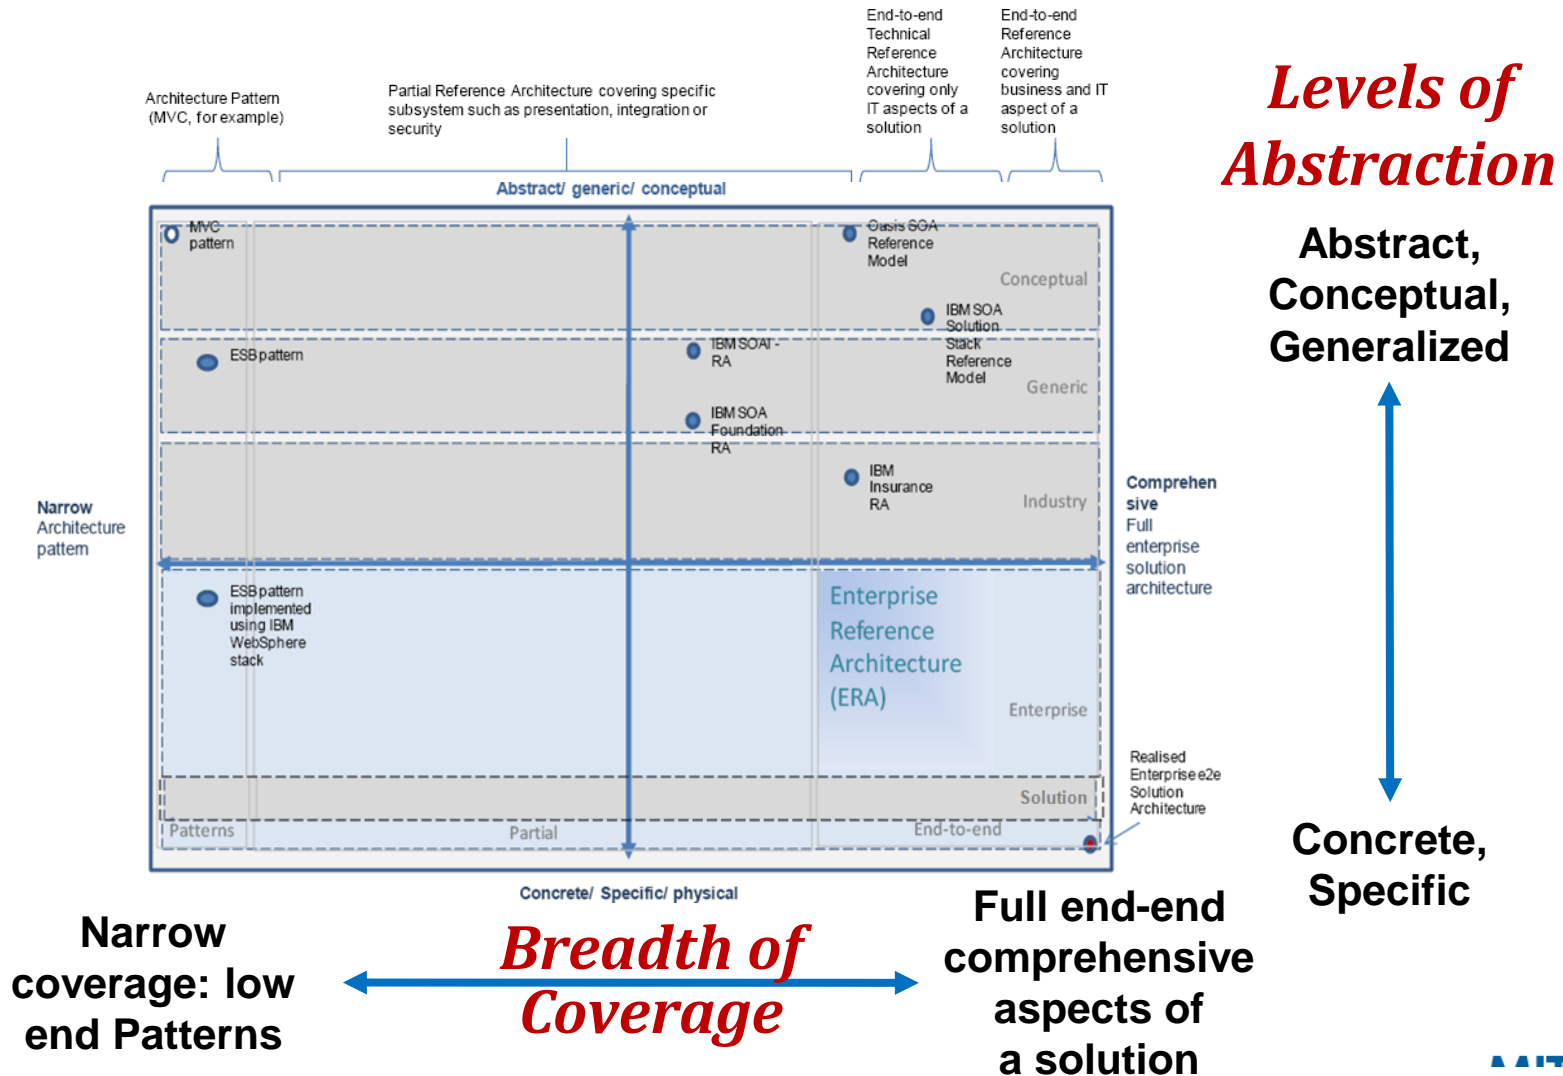 End-to-end
Technical
Reference
Architecture
covering only
IT aspects of a
solution
End-to-end
Reference
Architecture
covering
business and IT
aspect of a
solution
Levels of
Abstraction
Architecture Pattern
(MVC, for example)
Partial Reference Architecture covering specific
subsystem such as presentation, integration or
security
Abstract/ generic/ conceptual
MVC
pattern
Oasis SOA
Reference
Model
Conceptual
Abstract,
Conceptual,
Generalized
IBM SOA
Solution
Stack
Reference
Model
ESB pattern
IBM SOAI -
RA
Generic
IBM SOA
Foundation
RA
IBM
Insurance
RA
Industry
Narrow
Architecture
pattern
Comprehen
sive
Full
enterprise
solution
architecture
ESB pattern
implemented
using IBM
WebSphere
stack
Enterprise
Reference
Architecture
(ERA)
Enterprise
Realised
Enterprise e2e
Solution
Architecture
Solution
Patterns
Partial
End-to-end
Concrete,
Specific
Concrete/ Specific/ physical
Narrow
coverage: low
end Patterns
Breadth of
Coverage
Full end-end
comprehensive
aspects of
a solution